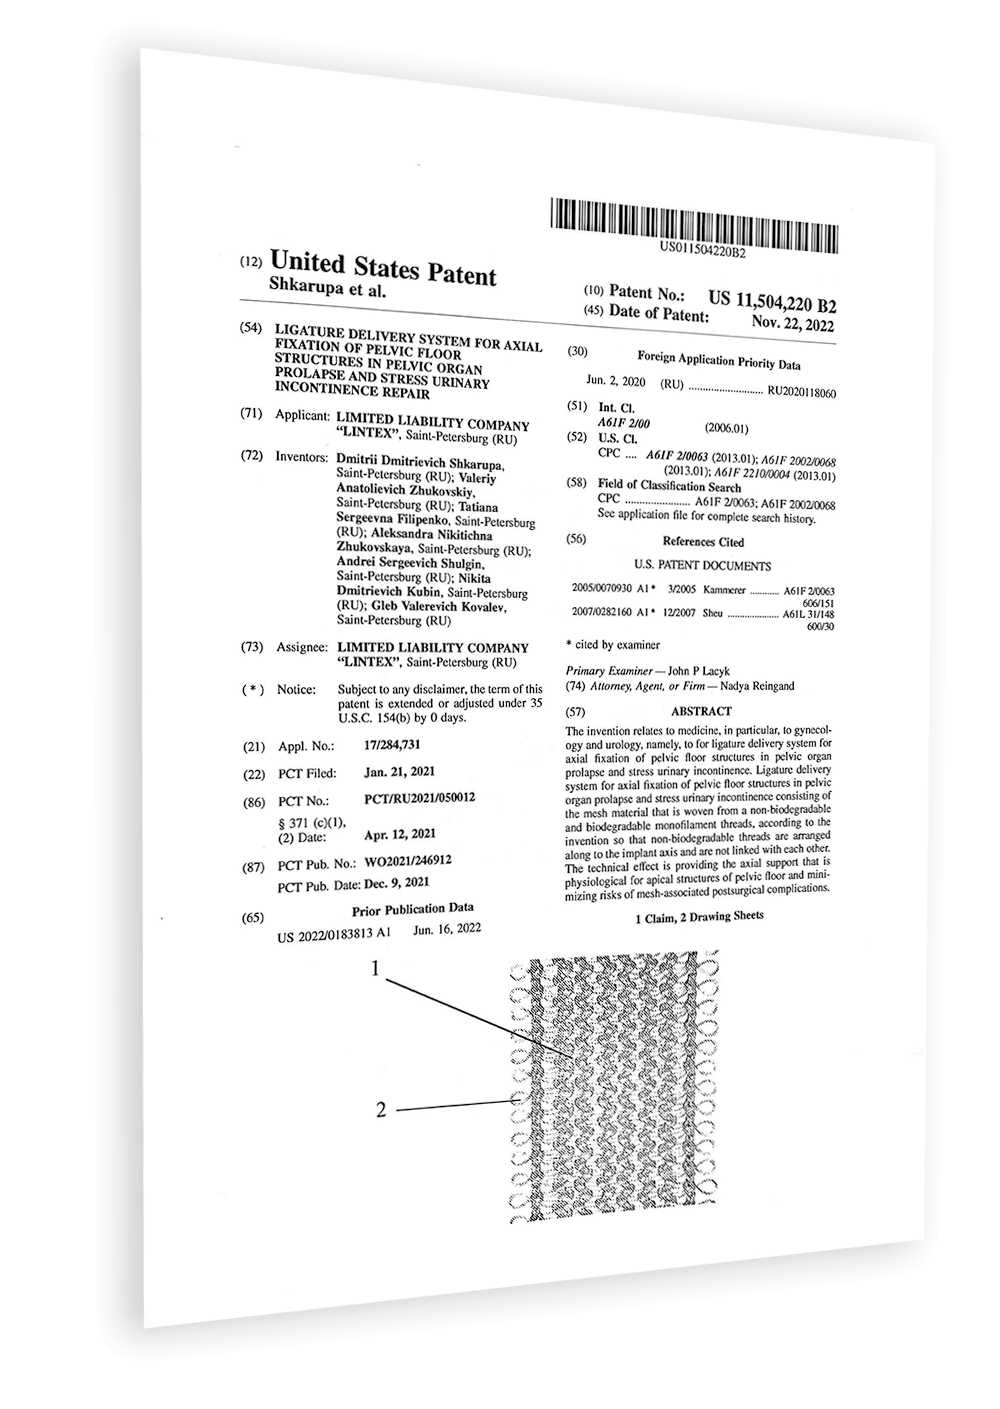 US011504220B2
(12) United States Patent
Shkarupa et al.
(10) Patent No.: US 11,504,220 B2
(45) Date of Patent: Nov. 22, 2022
(54) LIGATURE DELIVERY SYSTEM FOR AXIAL
FIXATION OF PELVIC FLOOR
STRUCTURES IN PELVIC ORGAN
PROLAPSE AND STRESS URINARY
INCONTINENCE REPAIR
(71) Applicant: LIMITED LIABILITY COMPANY
"LINTEX", Saint-Petersburg (RU)
(72) Inventors: Dmitrii Dmitrievich Shkarupa,
Saint-Petersburg (RU); Valeriy
Anatolievich Zhukovskiy,
Saint-Petersburg (RU); Tatiana
Sergeevna Filipenko, Saint-Petersburg
(RU); Aleksandra Nikitichna
Zhukovskaya, Saint-Petersburg (RU);
Andrei Sergeevich Shulgin,
Saint-Petersburg (RU); Nikita
Dmitrievich Kubin, Saint-Petersburg
(RU); Gleb Valerevich Kovalev,
Saint-Petersburg (RU)
(73) Assignee: LIMITED LIABILITY COMPANY
"LINTEX", Saint-Petersburg (RU)
( * ) Notice: Subject to any disclaimer, the term of this
patent is extended or adjusted under 35
U.S.C. 154(b) by 0 days.
(21) Appl. No.: 17/284,731
(22) PCT Filed: Jan. 21, 2021
(86) PCT No.: PCT/RU2021/050012
§ 371 (c)(1),
(2) Date: Apr. 12, 2021
(87) PCT Pub. No.: WO2021/246912
PCT Pub. Date: Dec. 9, 2021
(65) Prior Publication Data
US 2022/0183813 A1 Jun. 16, 2022
(30) Foreign Application Priority Data
Jun. 2, 2020 (RU) ........................ RU2020118060
(51) Int. Cl.
A61F 2/00 (2006.01)
(52) U.S. Cl.
CPC .... A61F 2/0063 (2013.01); A61F 2002/0068
(2013.01); A61F 2210/0004 (2013.01)
(58) Field of Classification Search
CPC ...................... A61F 2/0063; A61F 2002/0068
See application file for complete search history.
(56) References Cited
U.S. PATENT DOCUMENTS
2005/0070930 A1* 3/2005 Kammerer ........... A61F 2/0063
606/151
2007/0282160 A1* 12/2007 Sheu .................... A61L 31/148
600/30
* cited by examiner
Primary Examiner — John P Lacyk
(74) Attorney, Agent, or Firm — Nadya Reingand
(57) ABSTRACT
The invention relates to medicine, in particular, to gynecol-
ogy and urology, namely, to for ligature delivery system for
axial fixation of pelvic floor structures in pelvic organ
prolapse and stress urinary incontinence. Ligature delivery
system for axial fixation of pelvic floor structures in pelvic
organ prolapse and stress urinary incontinence consisting of
the mesh material that is woven from a non-biodegradable
and biodegradable monofilament threads, according to the
invention so that non-biodegradable threads are arranged
along to the implant axis and are not linked with each other.
The technical effect is providing the axial support that is
physiological for apical structures of pelvic floor and mini-
mizing risks of mesh-associated postsurgical complications.
1 Claim, 2 Drawing Sheets
1
2